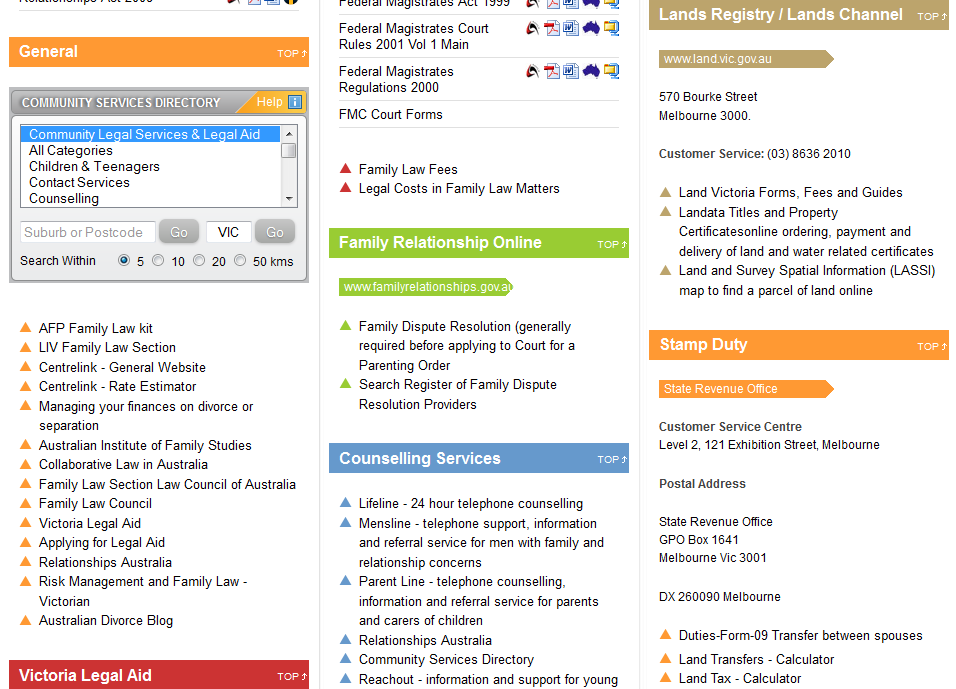 General
TOP
COMMUNITY SERVICES DIRECTORY
Help
Community Legal Services & Legal Aid
All Categories
Children & Teenagers
Contact Services
Counselling
Suburb or Postcode
Go
VIC
Go
Search Within
5
10
20
50 kms
AFP Family Law kit
LIV Family Law Section
Centrelink - General Website
Centrelink - Rate Estimator
Managing your finances on divorce or
separation
Australian Institute of Family Studies
Collaborative Law in Australia
Family Law Section Law Council of Australia
Family Law Council
Victoria Legal Aid
Applying for Legal Aid
Relationships Australia
Risk Management and Family Law -
Victorian
Australian Divorce Blog
Victoria Legal Aid
TOP
Federal Magistrates Act 1999
Federal Magistrates Court
Rules 2001 Vol 1 Main
Federal Magistrates
Regulations 2000
FMC Court Forms
Family Law Fees
Legal Costs in Family Law Matters
Family Relationship Online
TOP
www.familyrelationships.gov.au
Family Dispute Resolution (generally
required before applying to Court for a
Parenting Order
Search Register of Family Dispute
Resolution Providers
Counselling Services
TOP
Lifeline - 24 hour telephone counselling
Mensline - telephone support, information
and referral service for men with family and
relationship concerns
Parent Line - telephone counselling,
information and referral service for parents
and carers of children
Relationships Australia
Community Services Directory
Reachout - information and support for young
Lands Registry / Lands Channel
TOP
www.land.vic.gov.au
570 Bourke Street
Melbourne 3000.
Customer Service: (03) 8636 2010
Land Victoria Forms, Fees and Guides
Landata Titles and Property
Certificatesonline ordering, payment and
delivery of land and water related certificates
Land and Survey Spatial Information (LASSI)
map to find a parcel of land online
Stamp Duty
TOP
State Revenue Office
Customer Service Centre
Level 2, 121 Exhibition Street, Melbourne
Postal Address
State Revenue Office
GPO Box 1641
Melbourne Vic 3001
DX 260090 Melbourne
Duties-Form-09 Transfer between spouses
Land Transfers - Calculator
Land Tax - Calculator